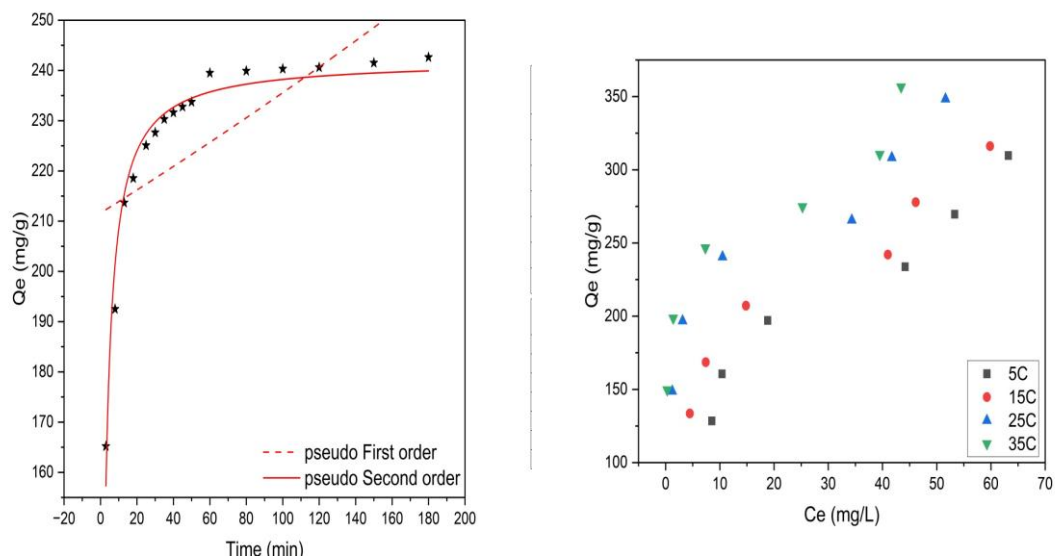 250
240
230
220
210
200
190
180
170
160
Qe (mg/g)
pseudo First order
pseudo Second order
−20 0 20 40 60 80 100 120 140 160 180 200
Time (min)
350
300
250
200
150
100
Qe (mg/g)
5C
15C
25C
35C
0 10 20 30 40 50 60 70
Ce (mg/L)